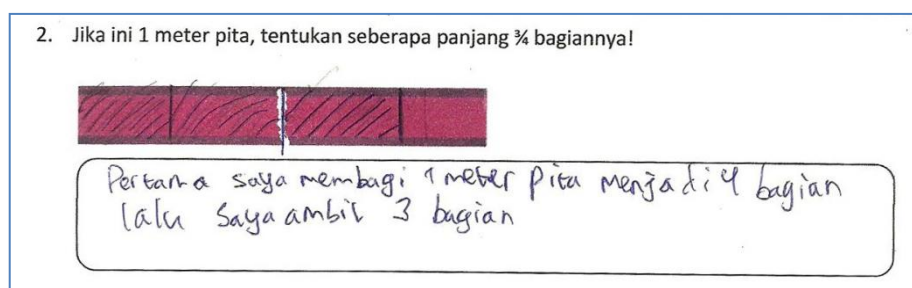 2. Jika ini 1 meter pita, tentukan seberapa panjang ¾ bagiannya!
Pertama saya membagi 1 meter pita menjadi 4 bagian
lalu saya ambil 3 bagian